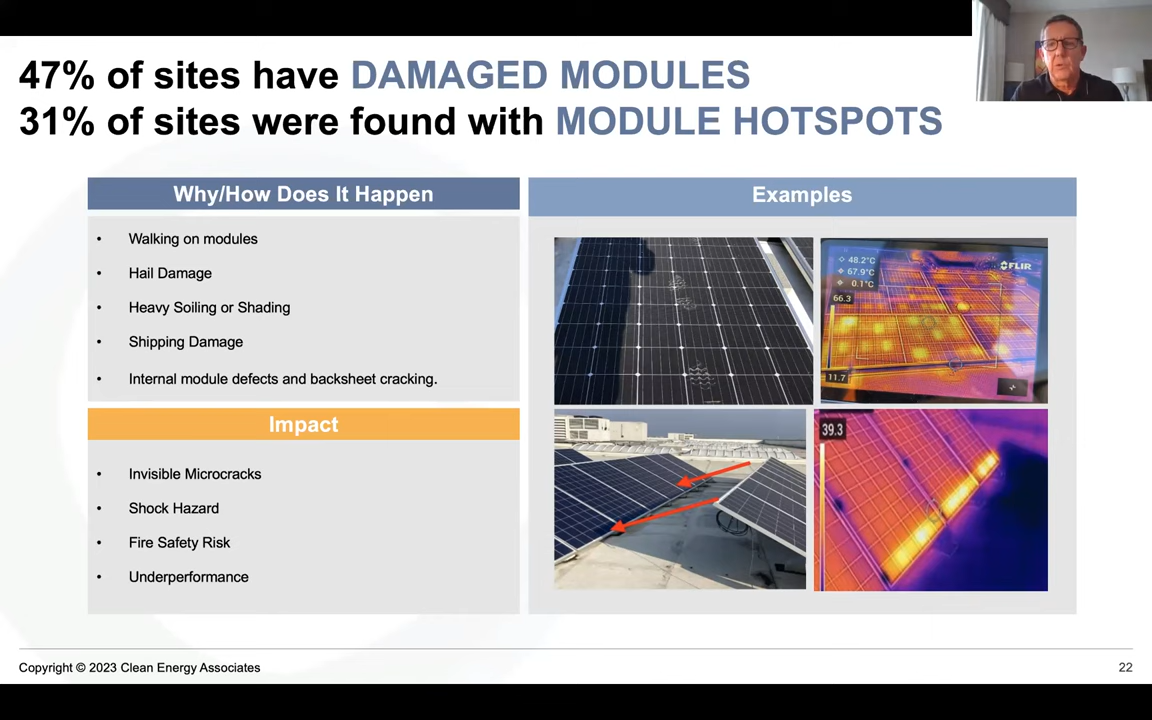 47% of sites have DAMAGED MODULES
31% of sites were found with MODULE HOTSPOTS
Why/How Does It Happen
• Walking on modules
• Hail Damage
• Heavy Soiling or Shading
• Shipping Damage
• Internal module defects and backsheet cracking.
Impact
• Invisible Microcracks
• Shock Hazard
• Fire Safety Risk
• Underperformance
Examples
48.2°C
67.9°C
0.1°C
66.3
11.7
FLIR
39.3
Copyright © 2023 Clean Energy Associates
22